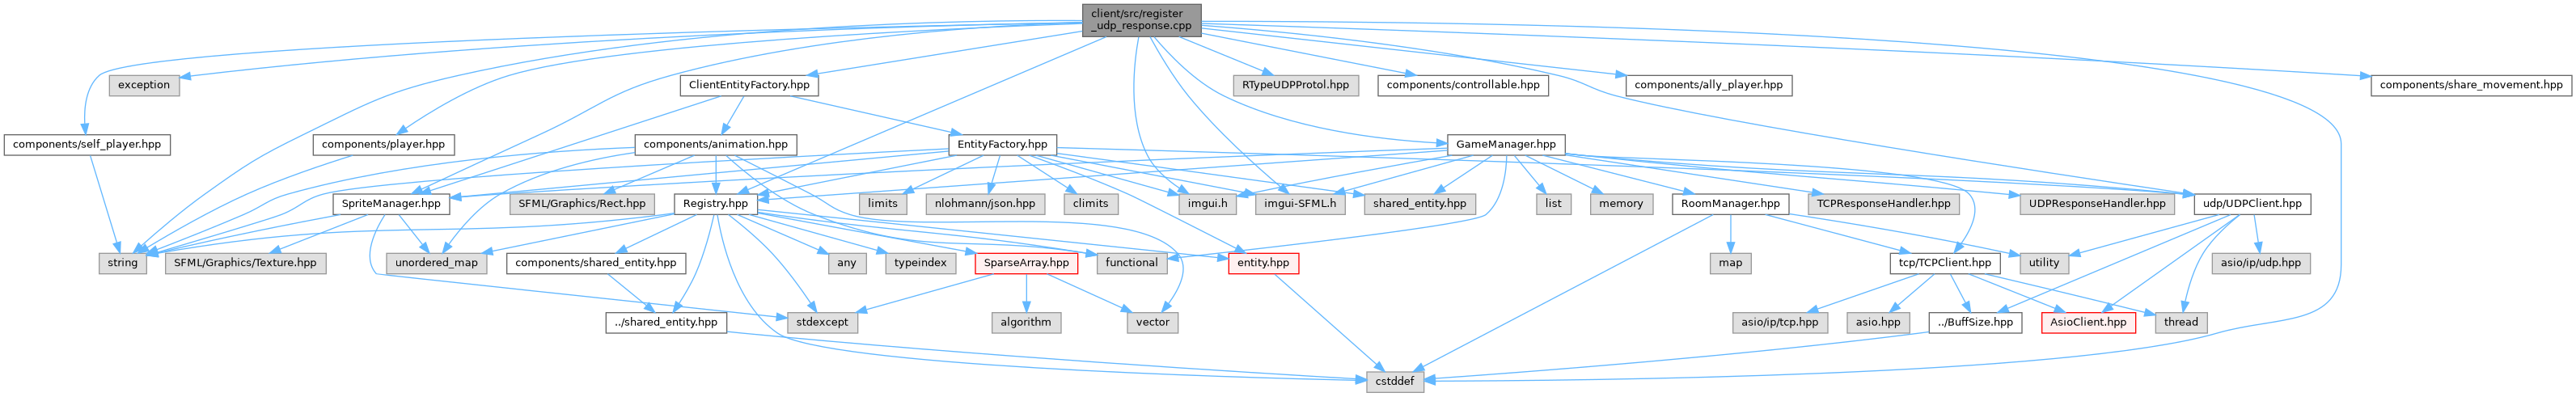 client/src/register
_udp_response.cpp
exception
ClientEntityFactory.hpp
RTypeUDPProtol.hpp
components/controllable.hpp
components/ally_player.hpp
components/share_movement.hpp
components/self_player.hpp
components/player.hpp
components/animation.hpp
EntityFactory.hpp
GameManager.hpp
SpriteManager.hpp
SFML/Graphics/Rect.hpp
Registry.hpp
limits
nlohmann/json.hpp
climits
imgui.h
imgui-SFML.h
shared_entity.hpp
list
memory
RoomManager.hpp
TCPResponseHandler.hpp
UDPResponseHandler.hpp
udp/UDPClient.hpp
string
SFML/Graphics/Texture.hpp
unordered_map
components/shared_entity.hpp
any
typeindex
SparseArray.hpp
functional
entity.hpp
map
tcp/TCPClient.hpp
utility
asio/ip/udp.hpp
../shared_entity.hpp
stdexcept
algorithm
vector
asio/ip/tcp.hpp
asio.hpp
../BuffSize.hpp
AsioClient.hpp
thread
cstddef